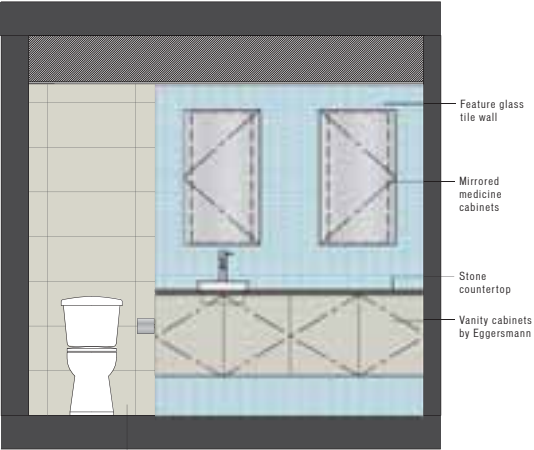 Feature glass
tile wall
Mirrored
medicine
cabinets
Stone
countertop
Vanity cabinets
by Eggersmann